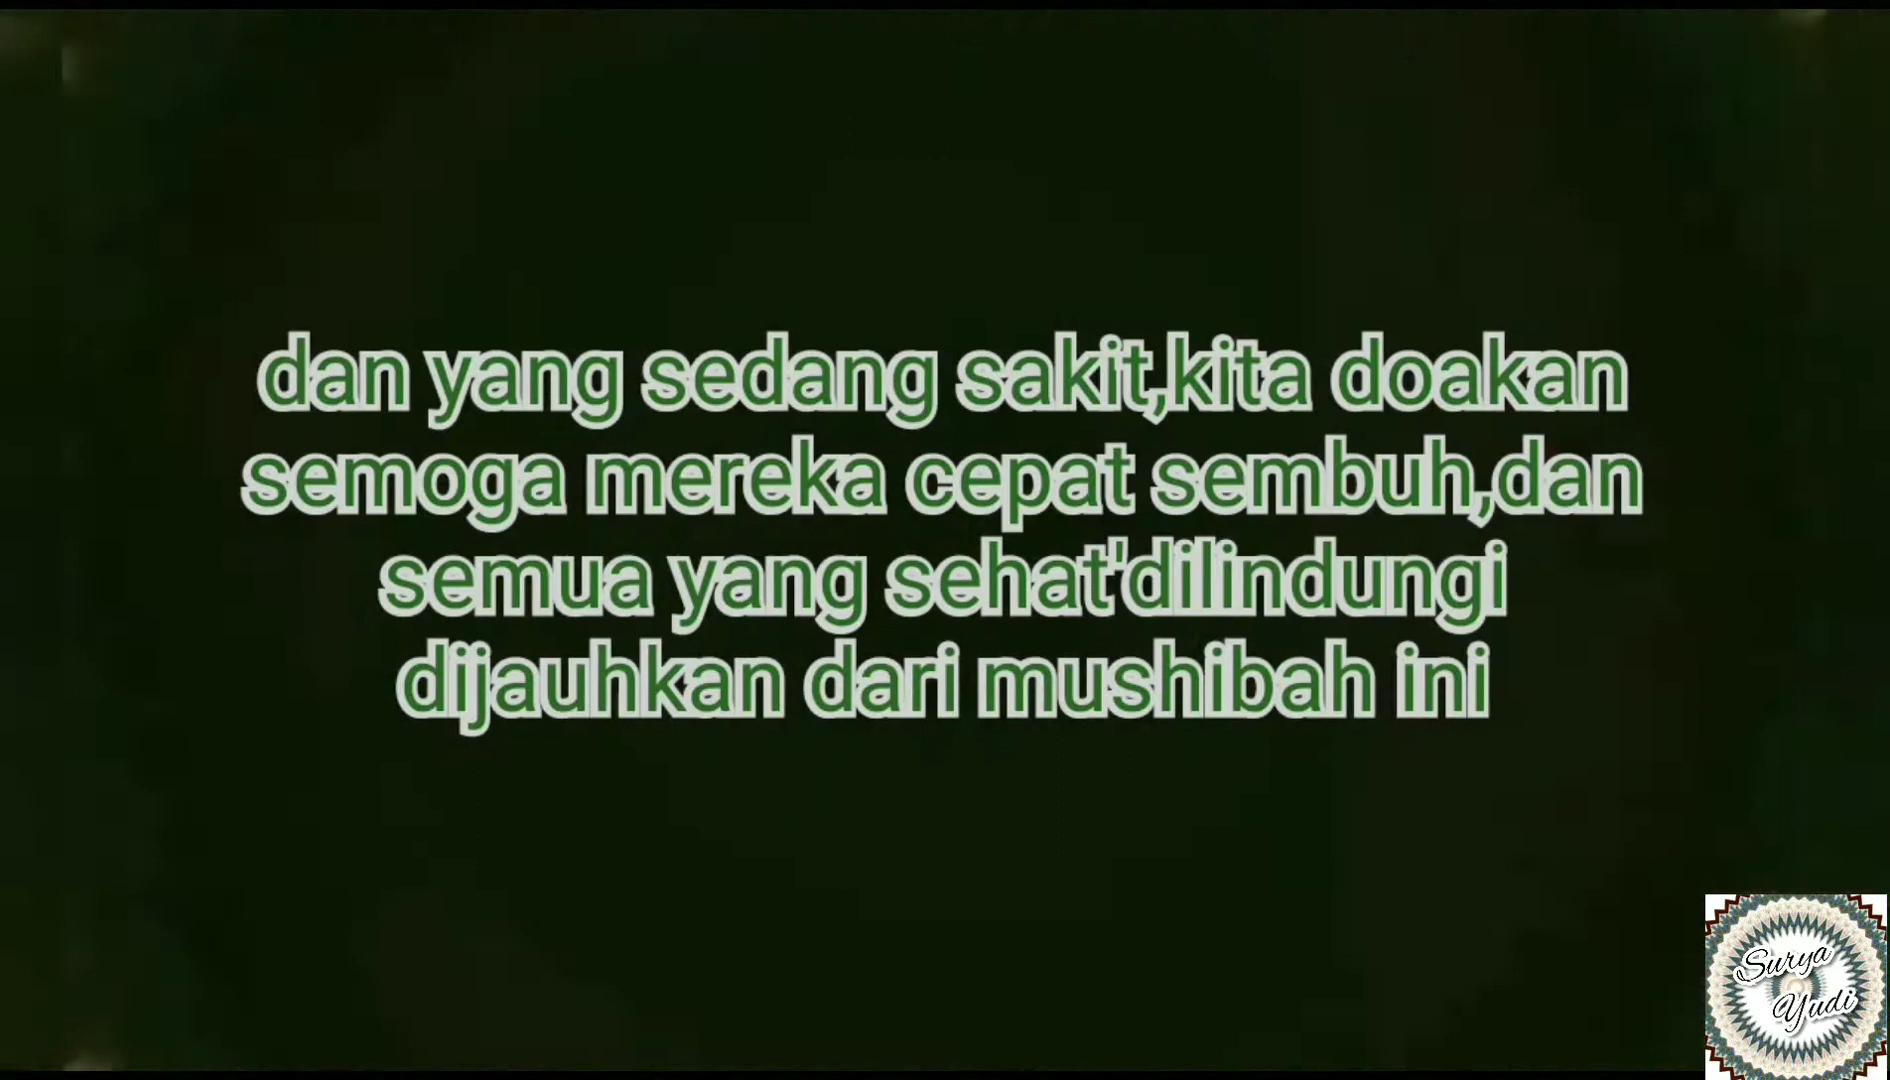 dan yang sedang sakit,kita doakan
semoga mereka cepat sembuh,dan
semua yang sehat'dilindungi
dijauhkan dari mushibah ini
Surya
Yudi